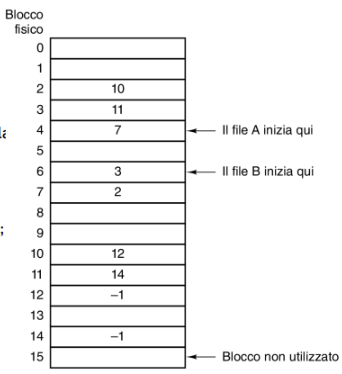 Blocco
fisico
0
1
2 10
3 11
4 7 Il file A inizia qui
5
6 3 Il file B inizia qui
7 2
8
;
9
10 12
11 14
12 –1
13
14 –1
15 Blocco non utilizzato